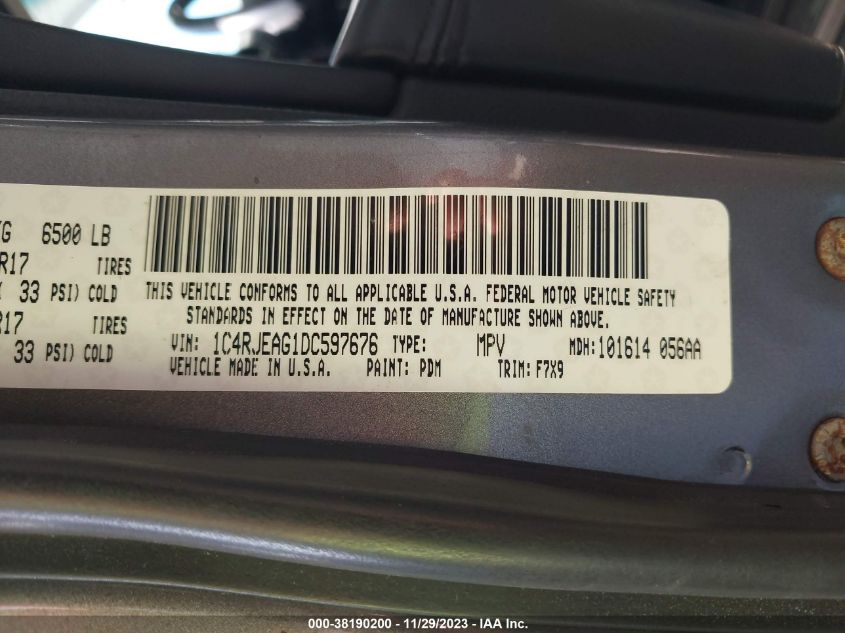 KG 6500 LB
R17 TIRES
33 PSI) COLD
R17 TIRES
33 PSI) COLD
THIS VEHICLE CONFORMS TO ALL APPLICABLE U.S.A. FEDERAL MOTOR VEHICLE SAFETY
STANDARDS IN EFFECT ON THE DATE OF MANUFACTURE SHOWN ABOVE.
VIN: 1C4RJEAG1DC597676 TYPE: MPV MDH:101614 056AA
VEHICLE MADE IN U.S.A. PAINT: PDM TRIM: F7X9
000-38190200 - 11/29/2023 - IAA Inc.